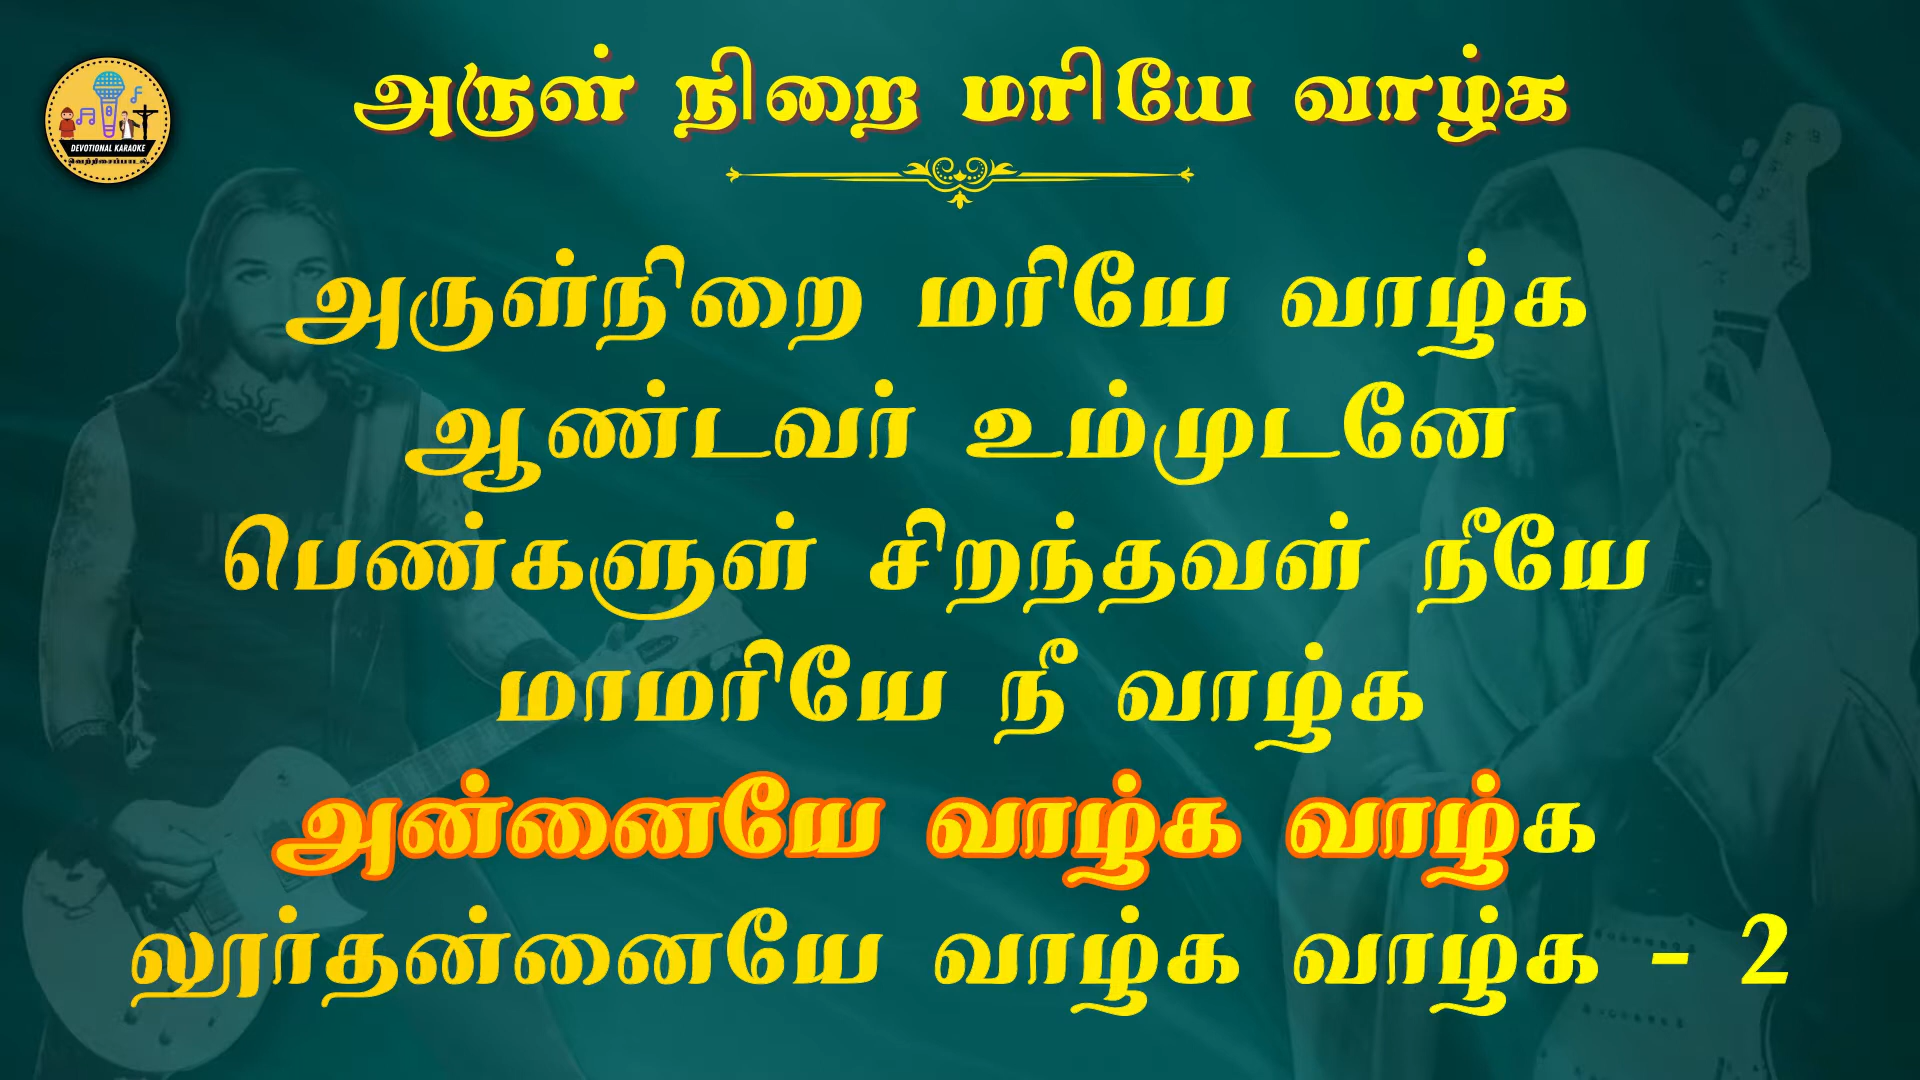 அருள் நிறை மரியே வாழ்க
DEVOTIONAL KARAOKE
அருள்நிறை மரியே வாழ்க
ஆண்டவர் உம்முடனே
பெண்களுள் சிறந்தவள் நீயே
மாமரியே நீ வாழ்க
அன்னையே வாழ்க வாழ்க
லூர்தன்னையே வாழ்க வாழ்க - 2